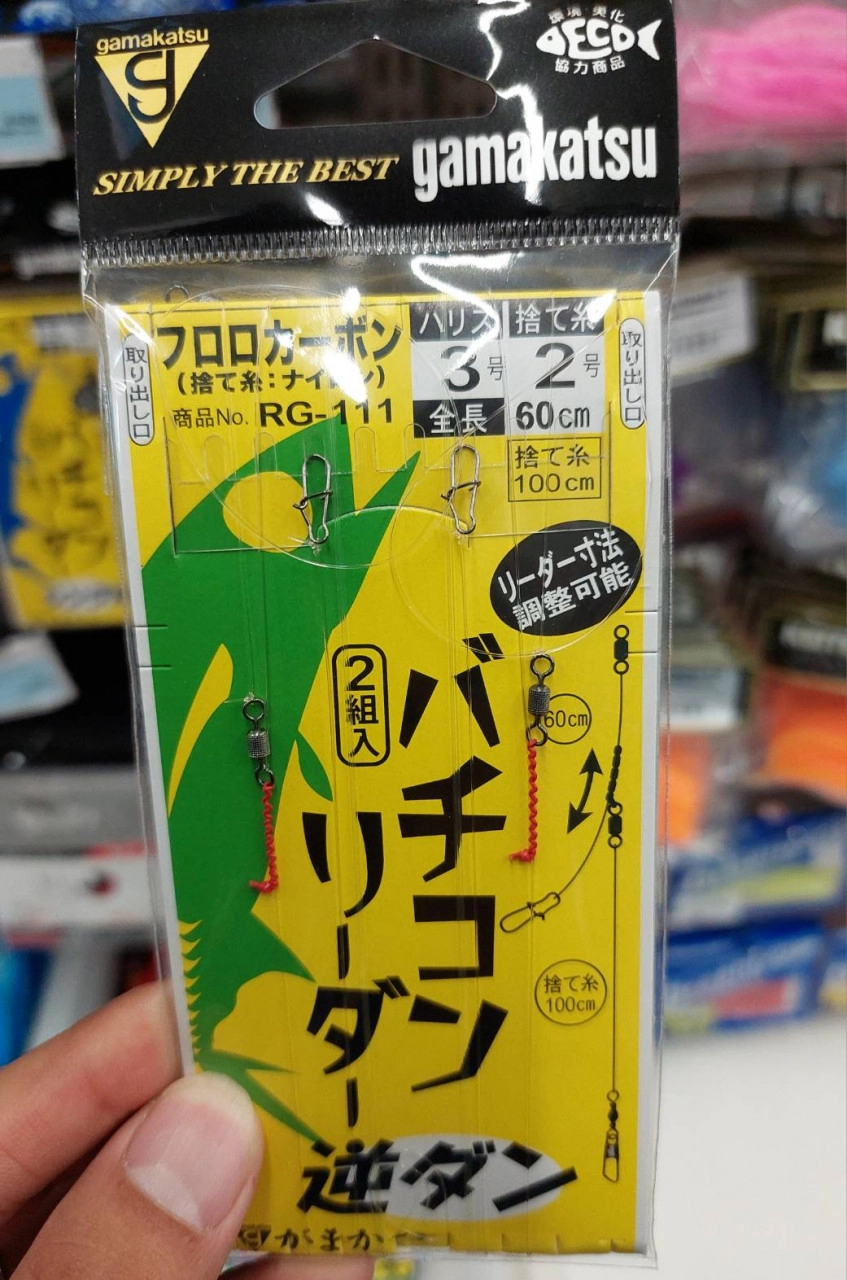 gamakatsu
環境・美化
ECO
協力商品
SIMPLY THE BEST
gamakatsu
フロロカーボン
(捨て糸:ナイロン)
商品No. RG-111
ハリス
3号
捨て糸
2号
全長
60cm
捨て糸
100cm
取り出し口
取り出し口
リーダー寸法
調整可能
2組入
バチコン
リーダー
逆ダン
60cm
捨て糸
100cm
がまかつ